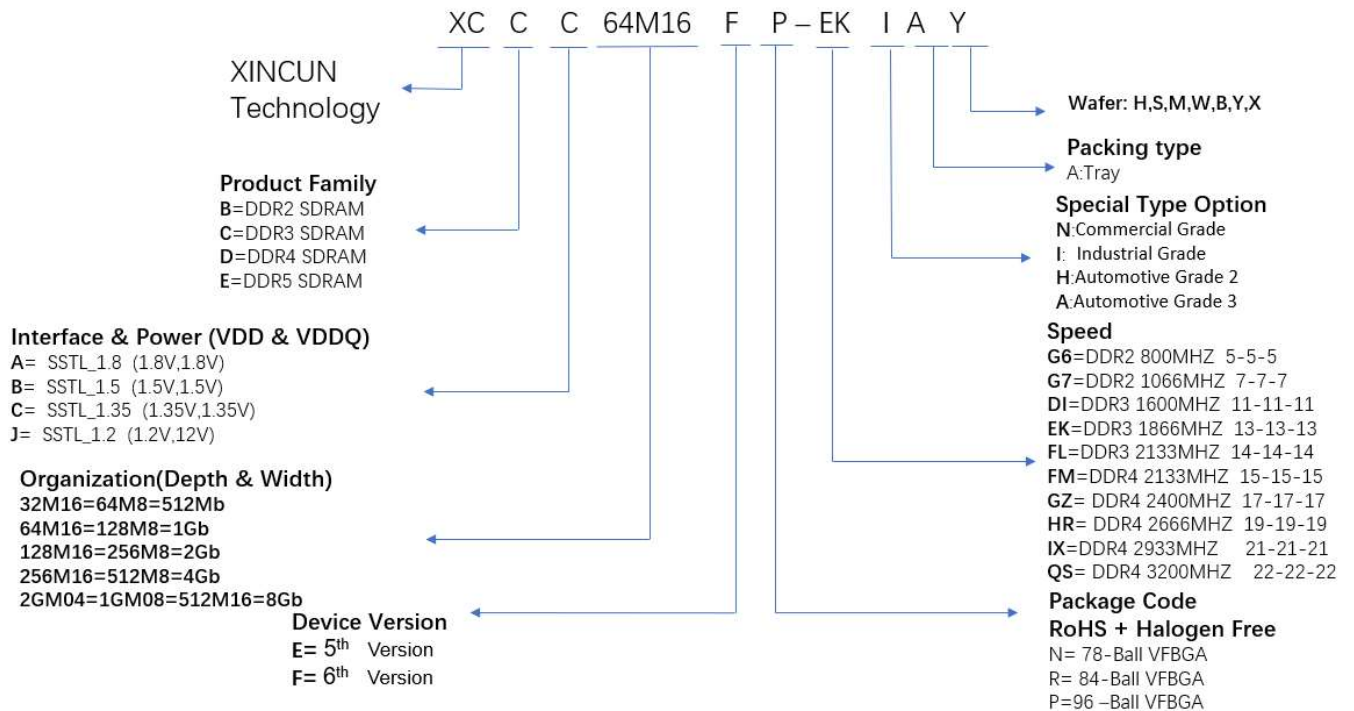 XC C C 64M16 F P – EK I A Y
XINCUN
Technology
Product Family
B=DDR2 SDRAM
C=DDR3 SDRAM
D=DDR4 SDRAM
E=DDR5 SDRAM
Interface & Power (VDD & VDDQ)
A= SSTL_1.8 (1.8V,1.8V)
B= SSTL_1.5 (1.5V,1.5V)
C= SSTL_1.35 (1.35V,1.35V)
J= SSTL_1.2 (1.2V,12V)
Organization(Depth & Width)
32M16=64M8=512Mb
64M16=128M8=1Gb
128M16=256M8=2Gb
256M16=512M8=4Gb
2GM04=1GM08=512M16=8Gb
Device Version
E= 5th Version
F= 6th Version
Wafer: H,S,M,W,B,Y,X
Packing type
A:Tray
Special Type Option
N:Commercial Grade
I: Industrial Grade
H:Automotive Grade 2
A:Automotive Grade 3
Speed
G6=DDR2 800MHZ 5-5-5
G7=DDR2 1066MHZ 7-7-7
DI=DDR3 1600MHZ 11-11-11
EK=DDR3 1866MHZ 13-13-13
FL=DDR3 2133MHZ 14-14-14
FM=DDR4 2133MHZ 15-15-15
GZ= DDR4 2400MHZ 17-17-17
HR= DDR4 2666MHZ 19-19-19
IX=DDR4 2933MHZ 21-21-21
QS= DDR4 3200MHZ 22-22-22
Package Code
RoHS + Halogen Free
N= 78-Ball VFBGA
R= 84-Ball VFBGA
P=96 –Ball VFBGA